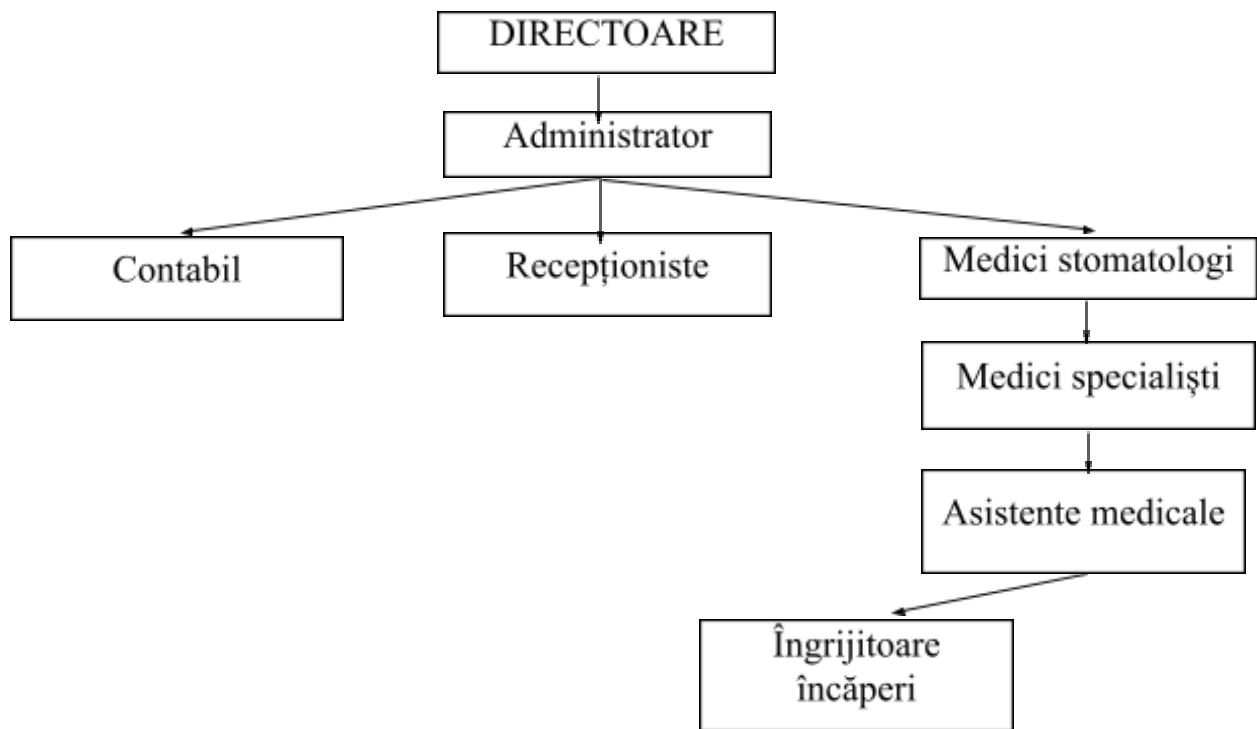 DIRECTOARE
Administrator
Contabil
Recepționiste
Medici stomatologi
Medici specialiști
Asistente medicale
Îngrijitoare
încăperi